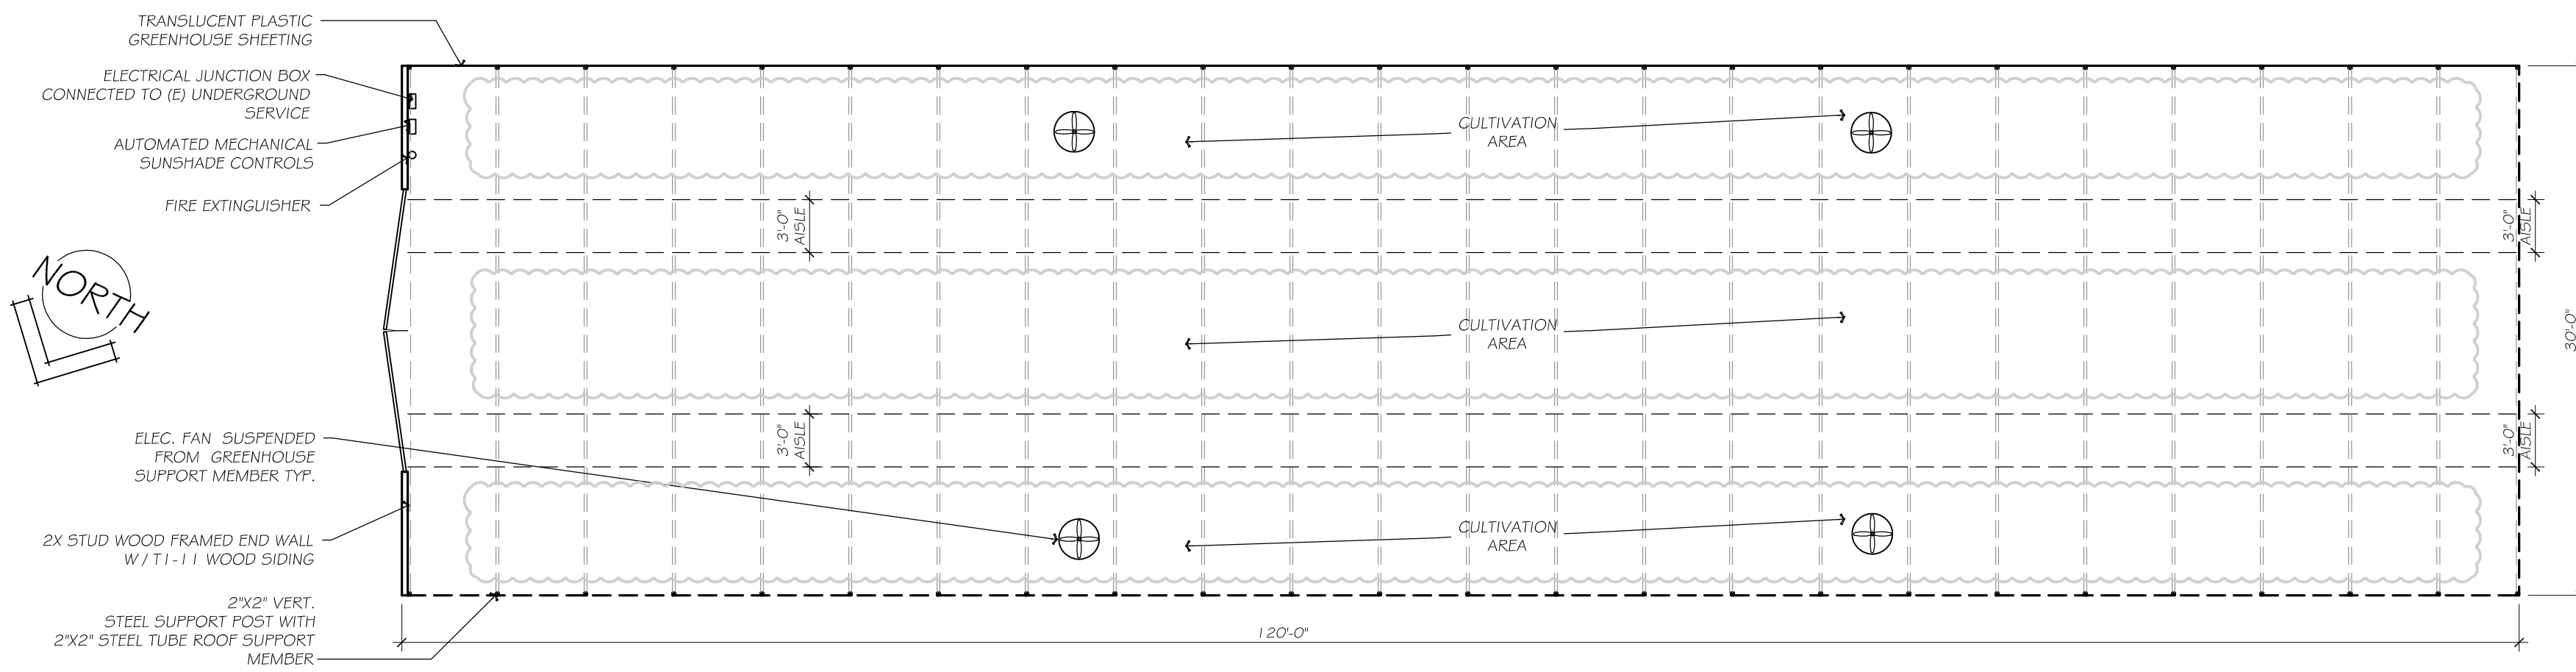 TRANSLUCENT PLASTIC
GREENHOUSE SHEETING
ELECTRICAL JUNCTION BOX
CONNECTED TO (E) UNDERGROUND
SERVICE
AUTOMATED MECHANICAL
SUNSHADE CONTROLS
FIRE EXTINGUISHER
NORTH
ELEC. FAN SUSPENDED
FROM GREENHOUSE
SUPPORT MEMBER TYP.
2X STUD WOOD FRAMED END WALL
W/ T1-11 WOOD SIDING
2"X2" VERT.
STEEL SUPPORT POST WITH
2"X2" STEEL TUBE ROOF SUPPORT
MEMBER
CULTIVATION
AREA
3'-0"
AISLE
3'-0"
AISLE
CULTIVATION
AREA
3'-0"
AISLE
3'-0"
AISLE
CULTIVATION
AREA
30'-0"
120'-0"